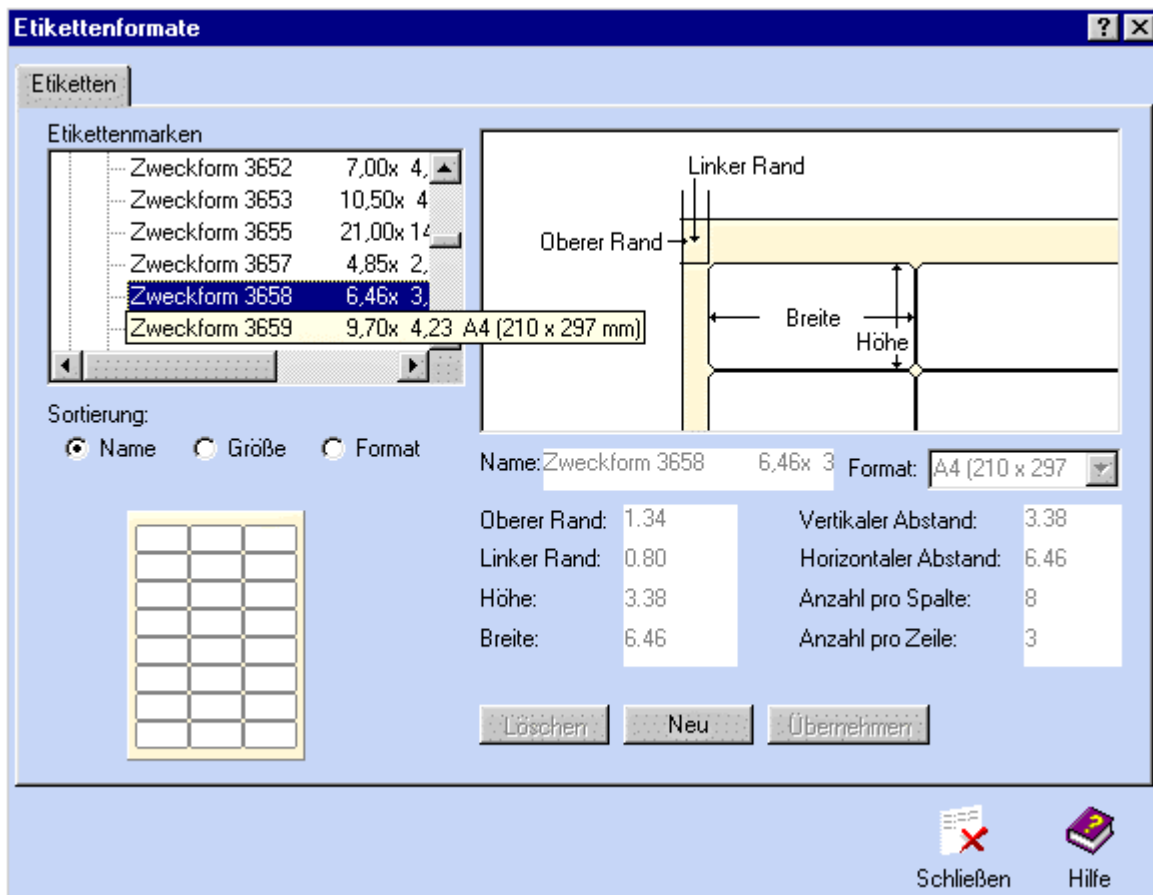 Etikettenformate
Etiketten
Etikettenmarken
Zweckform 3652 7,00x 4,
Zweckform 3653 10,50x 4
Zweckform 3655 21,00x 14
Zweckform 3657 4,85x 2,
Zweckform 3658 6,46x 3,
Zweckform 3659 9,70x 4,23 A4 (210 x 297 mm)
Linker Rand
Oberer Rand
Breite
Höhe
Sortierung:
Name Größe Format
Name: Zweckform 3658 6,46x 3 Format: A4 (210 x 297
Oberer Rand: 1.34 Vertikaler Abstand: 3.38
Linker Rand: 0.80 Horizontaler Abstand: 6.46
Höhe: 3.38 Anzahl pro Spalte: 8
Breite: 6.46 Anzahl pro Zeile: 3
Löschen Neu Übernehmen
Schließen Hilfe